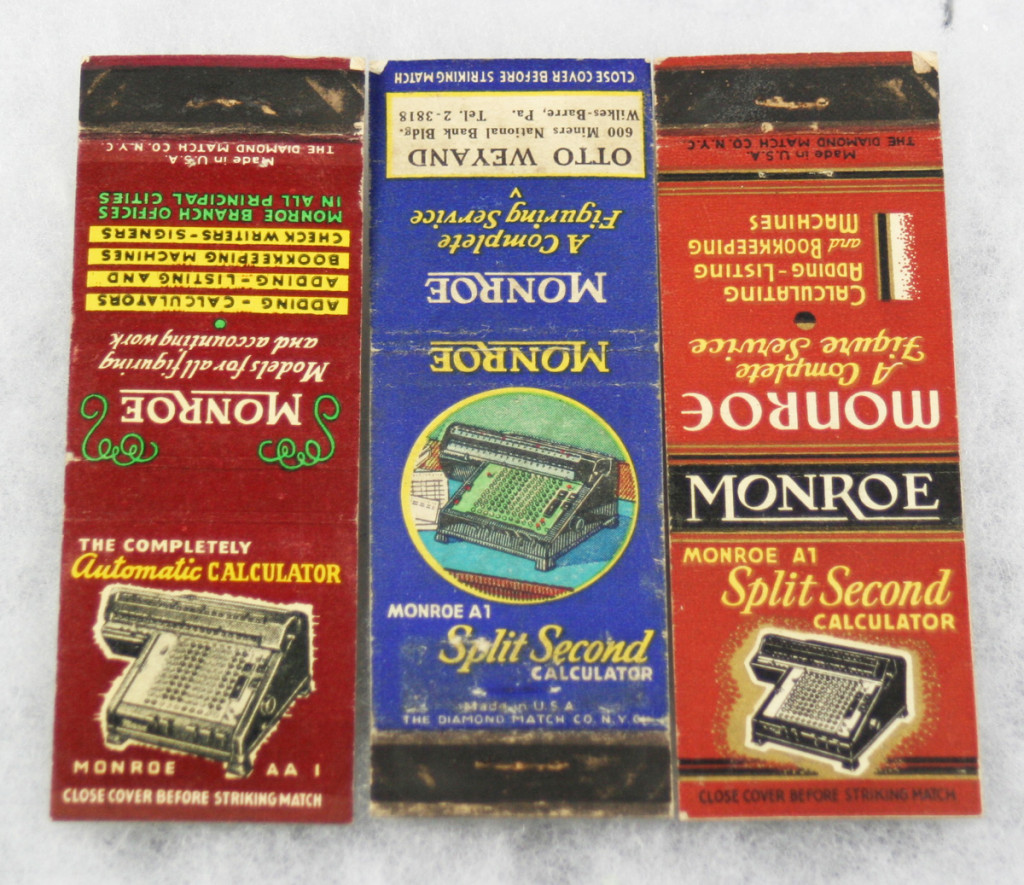 MONROE
Models for all figuring
and accounting work
ADDING - CALCULATORS
ADDING - LISTING AND
BOOKKEEPING MACHINES
CHECK WRITERS - SIGNERS
MONROE BRANCH OFFICES
IN ALL PRINCIPAL CITIES
Made in U.S.A.
THE DIAMOND MATCH CO. N.Y.C
THE COMPLETELY
Automatic CALCULATOR
MONROE AA 1
CLOSE COVER BEFORE STRIKING MATCH
MONROE
A Complete
Figuring Service
OTTO WEYAND
600 Miners National Bank Bldg.
Wilkes-Barre, Pa. Tel. 2-3818
CLOSE COVER BEFORE STRIKING MATCH
MONROE
MONROE A1
Split Second
CALCULATOR
Made in U.S.A
THE DIAMOND MATCH CO. N.Y.C.
MONROE
A Complete
Figure Service
CALCULATING
ADDING-LISTING
and BOOKKEEPING
MACHINES
Made in U.S.A.
THE DIAMOND MATCH CO. N.Y.C
MONROE
MONROE A1
Split Second
CALCULATOR
CLOSE COVER BEFORE STRIKING MATCH